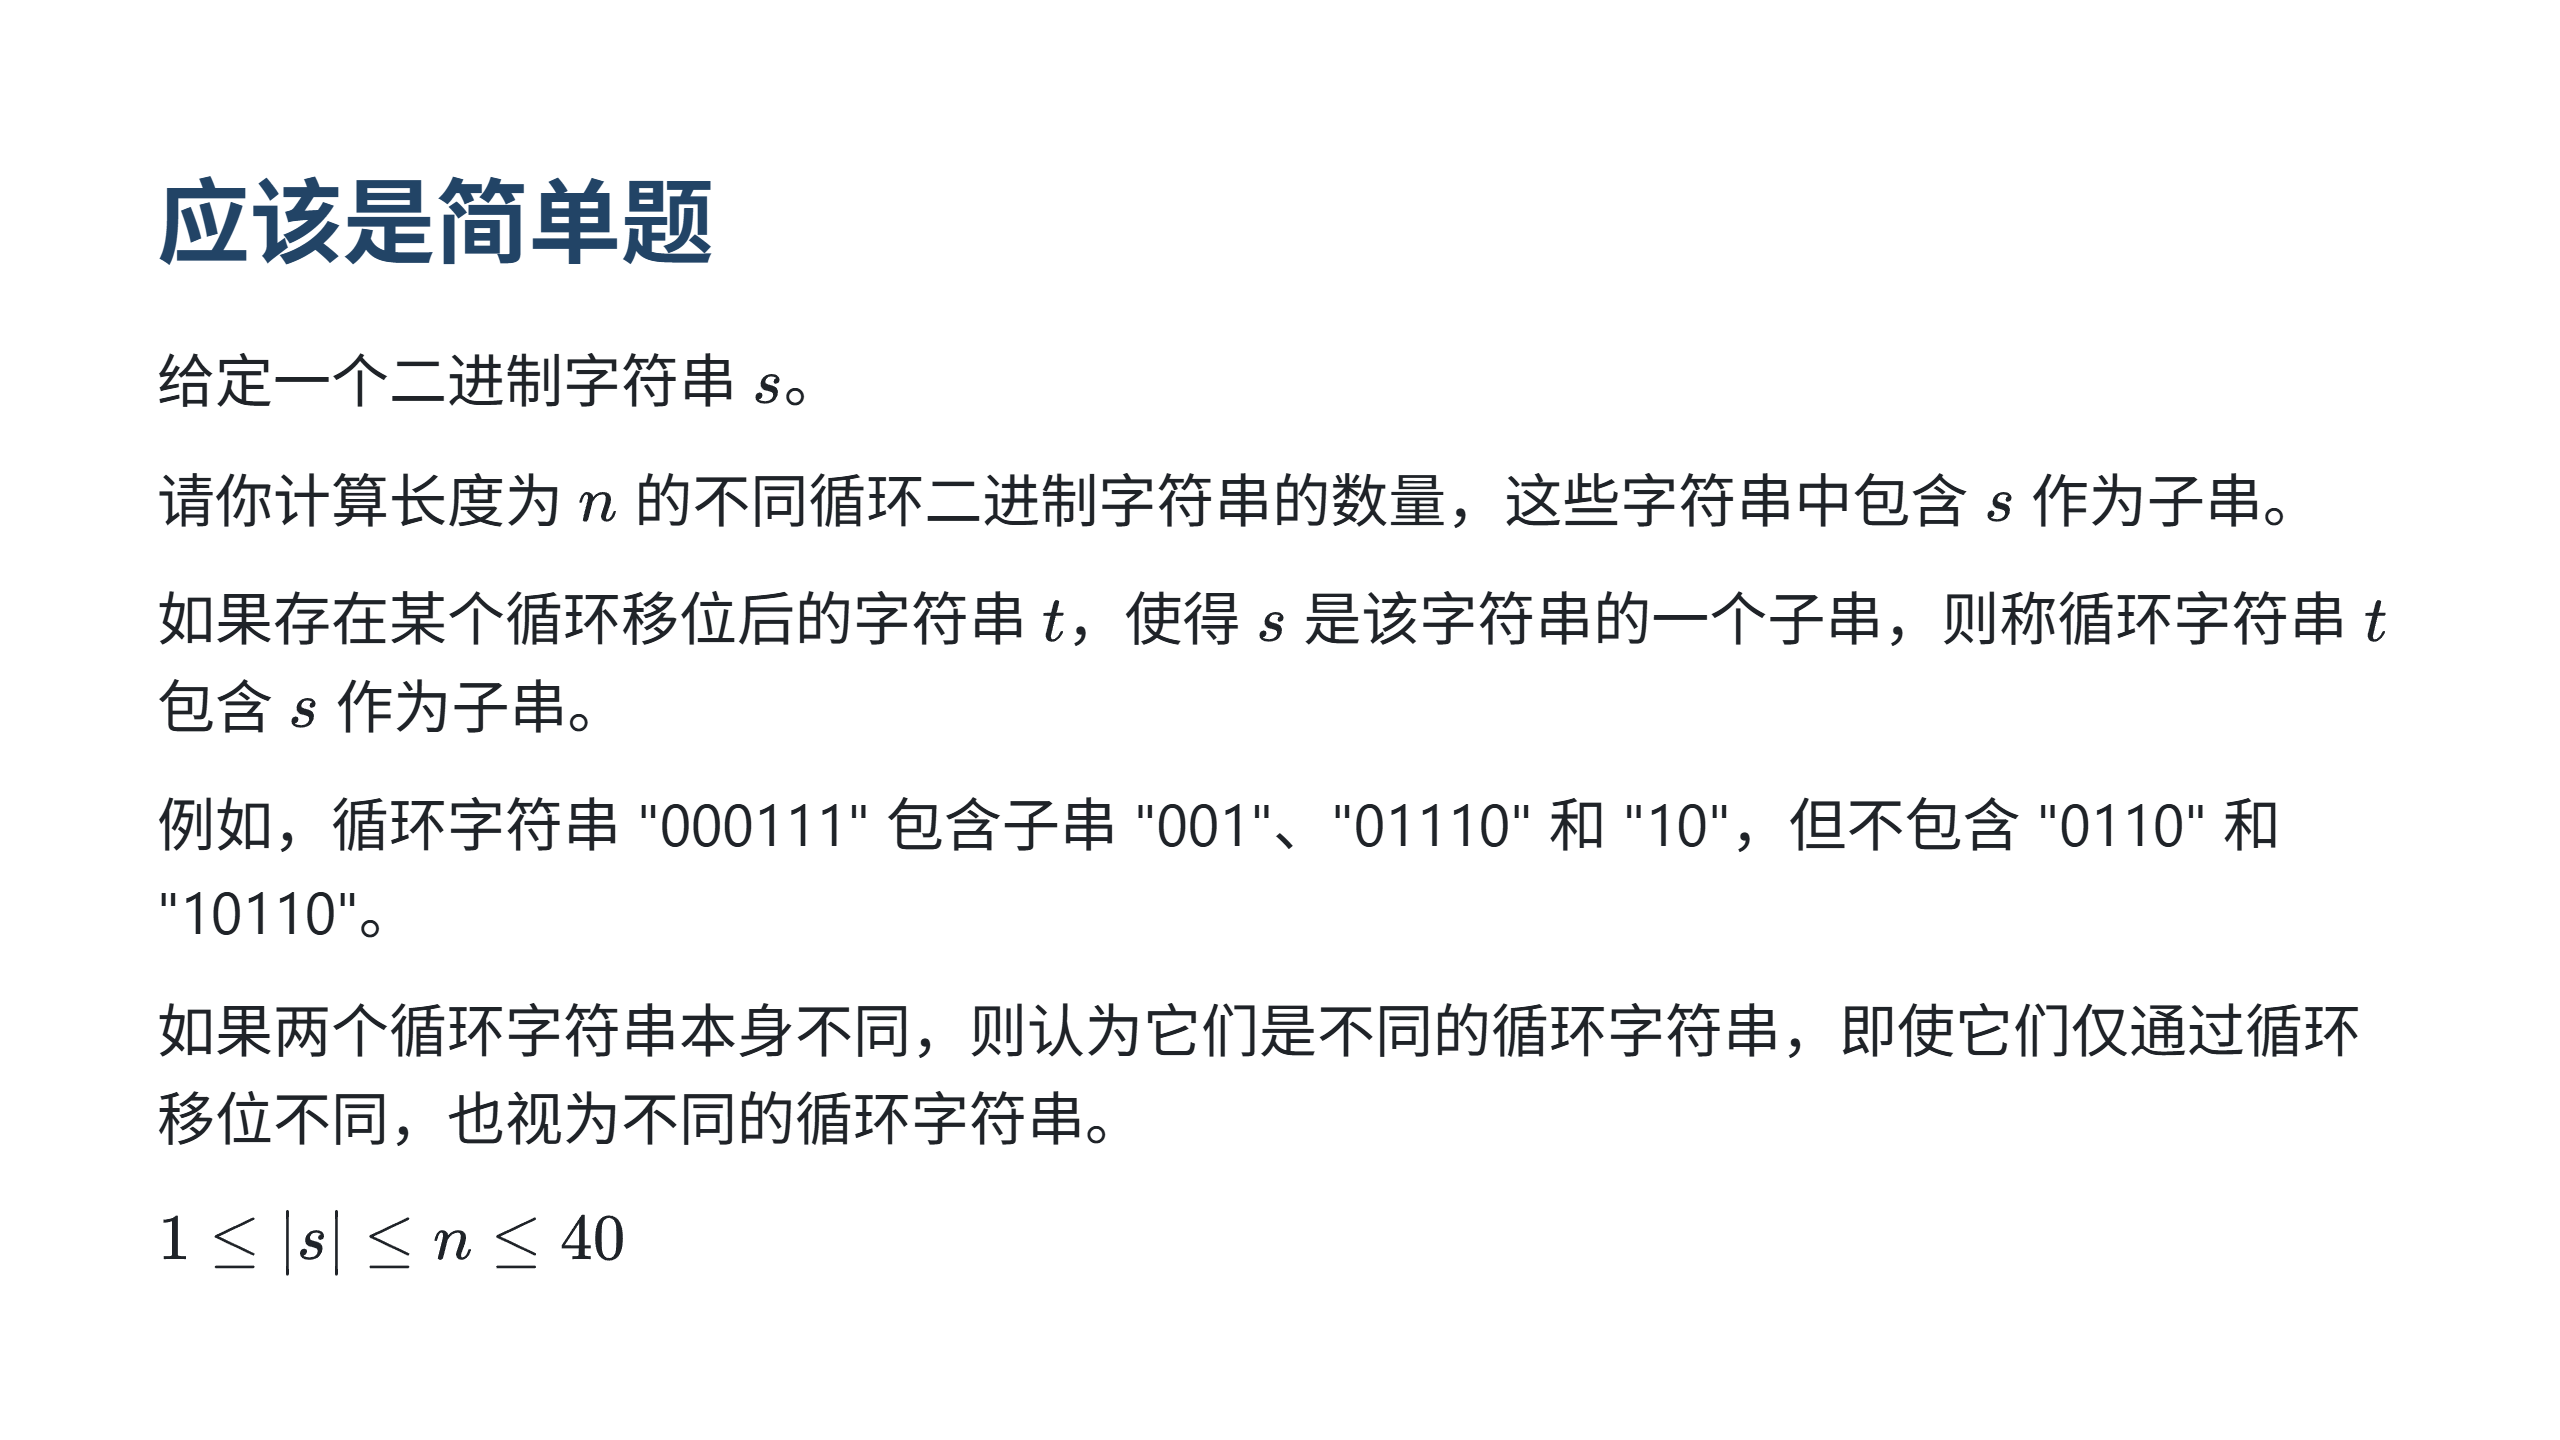 应该是简单题
给定一个二进制字符串 s。
请你计算长度为 n 的不同循环二进制字符串的数量，这些字符串中包含 s 作为子串。
如果存在某个循环移位后的字符串 t，使得 s 是该字符串的一个子串，则称循环字符串 t
包含 s 作为子串。
例如，循环字符串 "000111" 包含子串 "001"、"01110" 和 "10"，但不包含 "0110" 和
"10110"。
如果两个循环字符串本身不同，则认为它们是不同的循环字符串，即使它们仅通过循环
移位不同，也视为不同的循环字符串。
1 ≤ |s| ≤ n ≤ 40